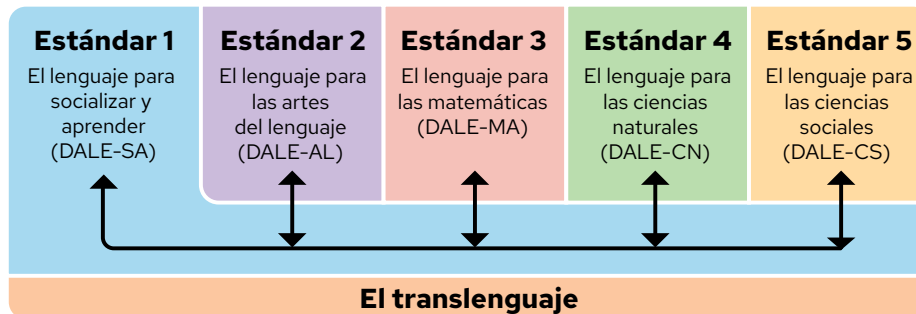 Estándar 1
El lenguaje para
socializar y
aprender
(DALE-SA)
Estándar 2
El lenguaje para
las artes
del lenguaje
(DALE-AL)
Estándar 3
El lenguaje para
las matemáticas
(DALE-MA)
Estándar 4
El lenguaje para
las ciencias
naturales
(DALE-CN)
Estándar 5
El lenguaje para
las ciencias
sociales
(DALE-CS)
El translenguaje